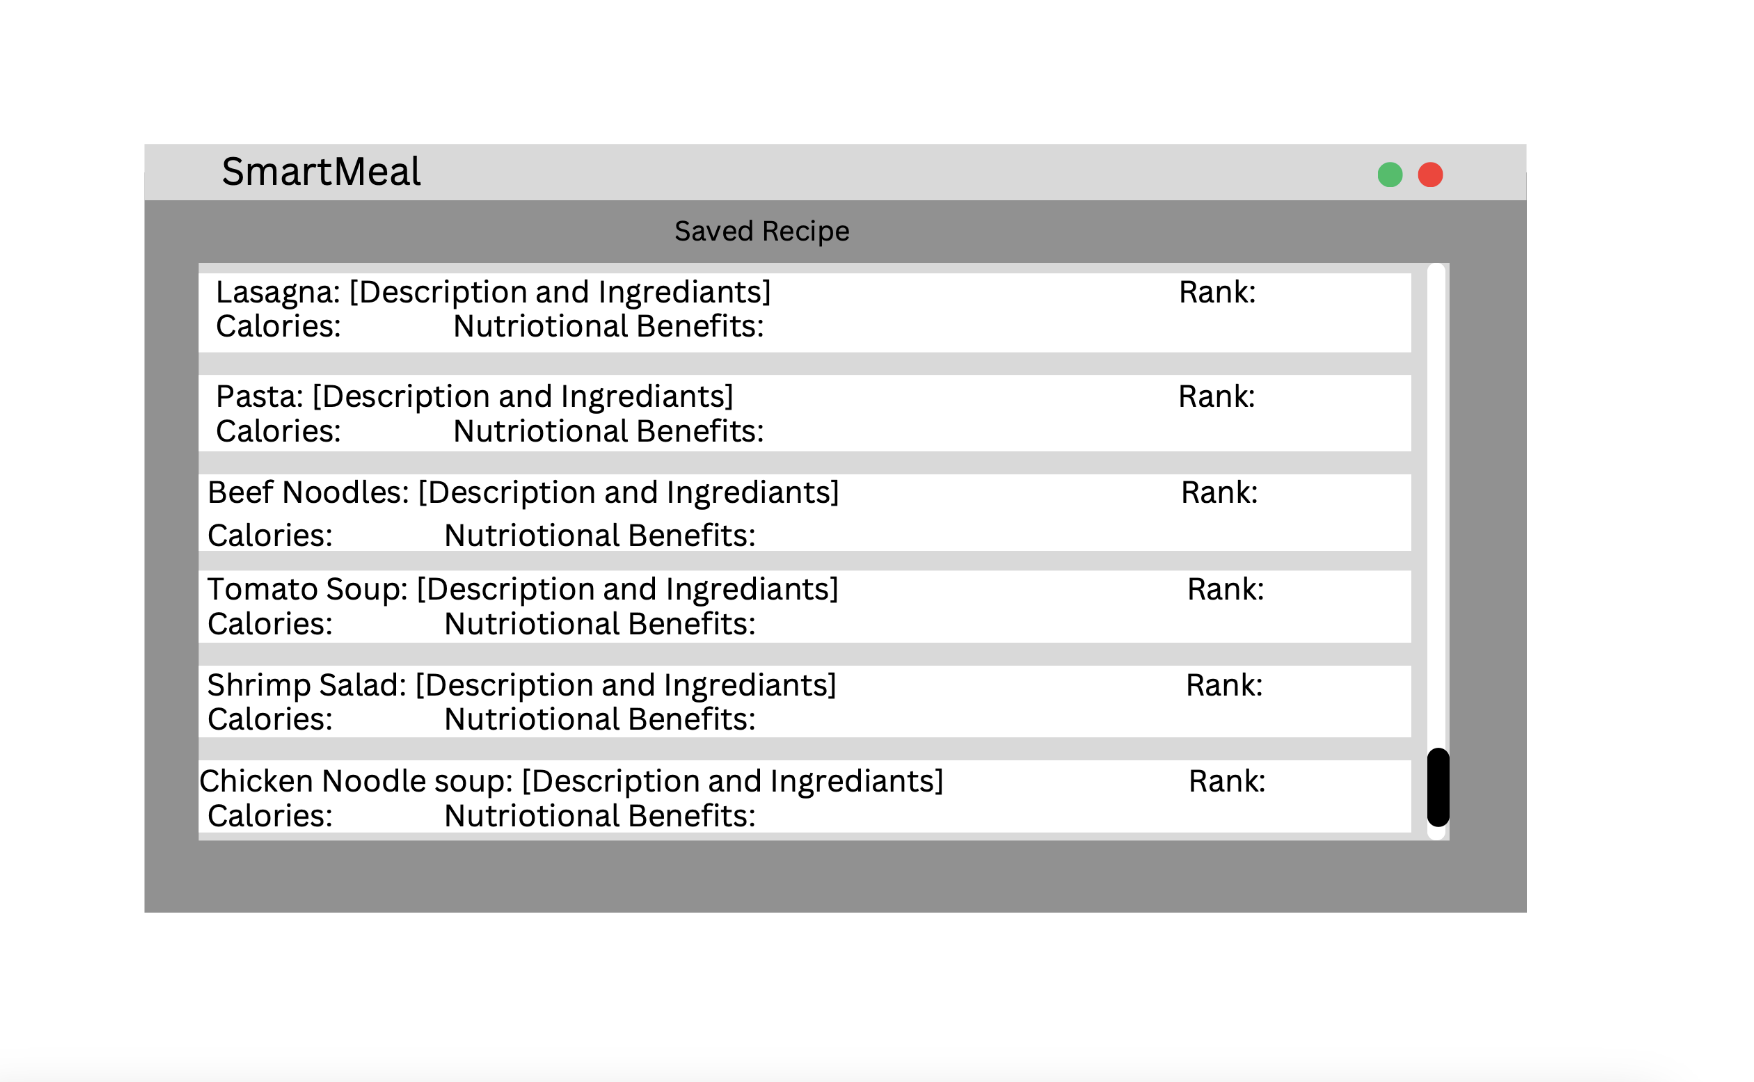 SmartMeal
Saved Recipe
Lasagna: [Description and Ingrediants] Rank:
Calories: Nutriotional Benefits:
Pasta: [Description and Ingrediants] Rank:
Calories: Nutriotional Benefits:
Beef Noodles: [Description and Ingrediants] Rank:
Calories: Nutriotional Benefits:
Tomato Soup: [Description and Ingrediants] Rank:
Calories: Nutriotional Benefits:
Shrimp Salad: [Description and Ingrediants] Rank:
Calories: Nutriotional Benefits:
Chicken Noodle soup: [Description and Ingrediants] Rank:
Calories: Nutriotional Benefits: